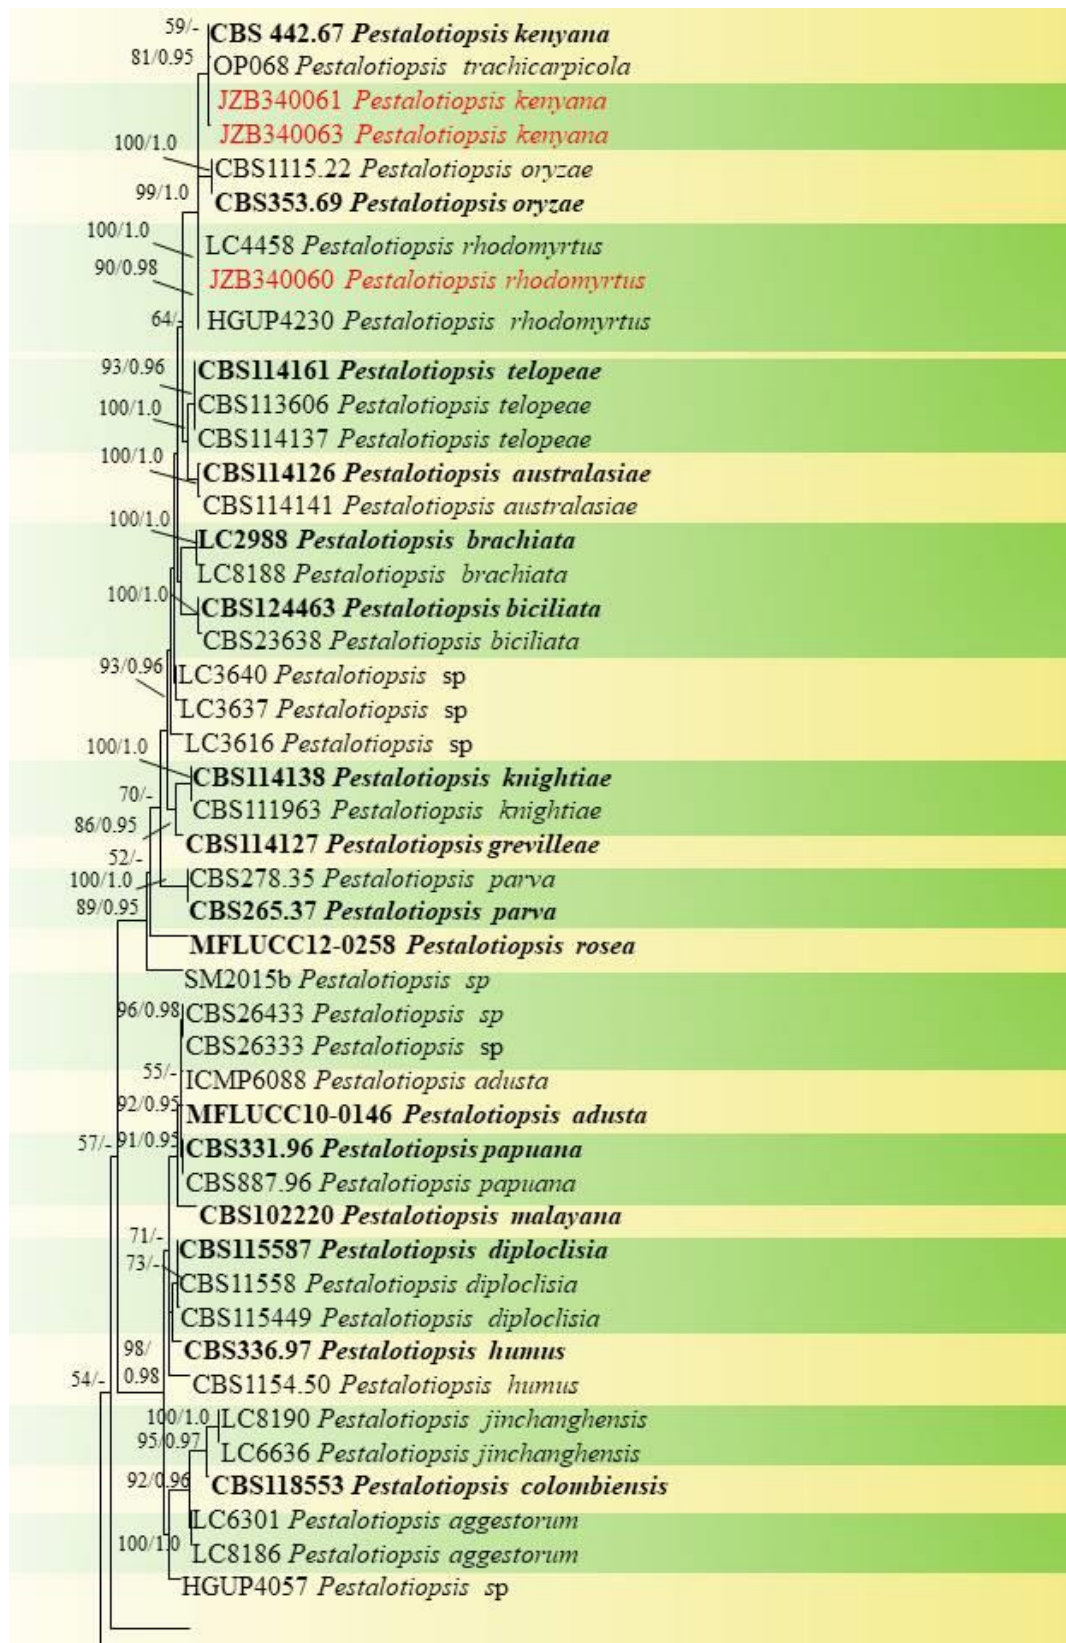 59/-
CBS 442.67 Pestalotiopsis kenyana
81/0.95
OP068 Pestalotiopsis trachicarpicola
JZB340061 Pestalotiopsis kenyana
JZB340063 Pestalotiopsis kenyana
100/1.0
CBS1115.22 Pestalotiopsis oryzae
99/1.0
CBS353.69 Pestalotiopsis oryzae
100/1.0
LC4458 Pestalotiopsis rhodomyrtus
90/0.98
JZB340060 Pestalotiopsis rhodomyrtus
64/-
HGUP4230 Pestalotiopsis rhodomyrtus
93/0.96
CBS114161 Pestalotiopsis telopeae
100/1.0
CBS113606 Pestalotiopsis telopeae
CBS114137 Pestalotiopsis telopeae
100/1.0
CBS114126 Pestalotiopsis australasiae
CBS114141 Pestalotiopsis australasiae
100/1.0
LC2988 Pestalotiopsis brachiata
LC8188 Pestalotiopsis brachiata
100/1.0
CBS124463 Pestalotiopsis biciliata
CBS23638 Pestalotiopsis biciliata
93/0.96
LC3640 Pestalotiopsis sp
LC3637 Pestalotiopsis sp
LC3616 Pestalotiopsis sp
100/1.0
CBS114138 Pestalotiopsis knightiae
70/-
CBS111963 Pestalotiopsis knightiae
86/0.95
CBS114127 Pestalotiopsis grevilleae
52/-
100/1.0
CBS278.35 Pestalotiopsis parva
89/0.95
CBS265.37 Pestalotiopsis parva
MFLUCC12-0258 Pestalotiopsis rosea
SM2015b Pestalotiopsis sp
96/0.98
CBS26433 Pestalotiopsis sp
CBS26333 Pestalotiopsis sp
55/-
ICMP6088 Pestalotiopsis adusta
92/0.95
MFLUCC10-0146 Pestalotiopsis adusta
57/-
91/0.95
CBS331.96 Pestalotiopsis papuana
CBS887.96 Pestalotiopsis papuana
CBS102220 Pestalotiopsis malayana
71/-
CBS115587 Pestalotiopsis diploclisia
73/-
CBS11558 Pestalotiopsis diploclisia
CBS115449 Pestalotiopsis diploclisia
98/
CBS336.97 Pestalotiopsis humus
54/-
0.98
CBS1154.50 Pestalotiopsis humus
100/1.0
LC8190 Pestalotiopsis jinchanghensis
95/0.97
LC6636 Pestalotiopsis jinchanghensis
92/0.96
CBS118553 Pestalotiopsis colombiensis
LC6301 Pestalotiopsis aggestorum
100/1.0
LC8186 Pestalotiopsis aggestorum
HGUP4057 Pestalotiopsis sp